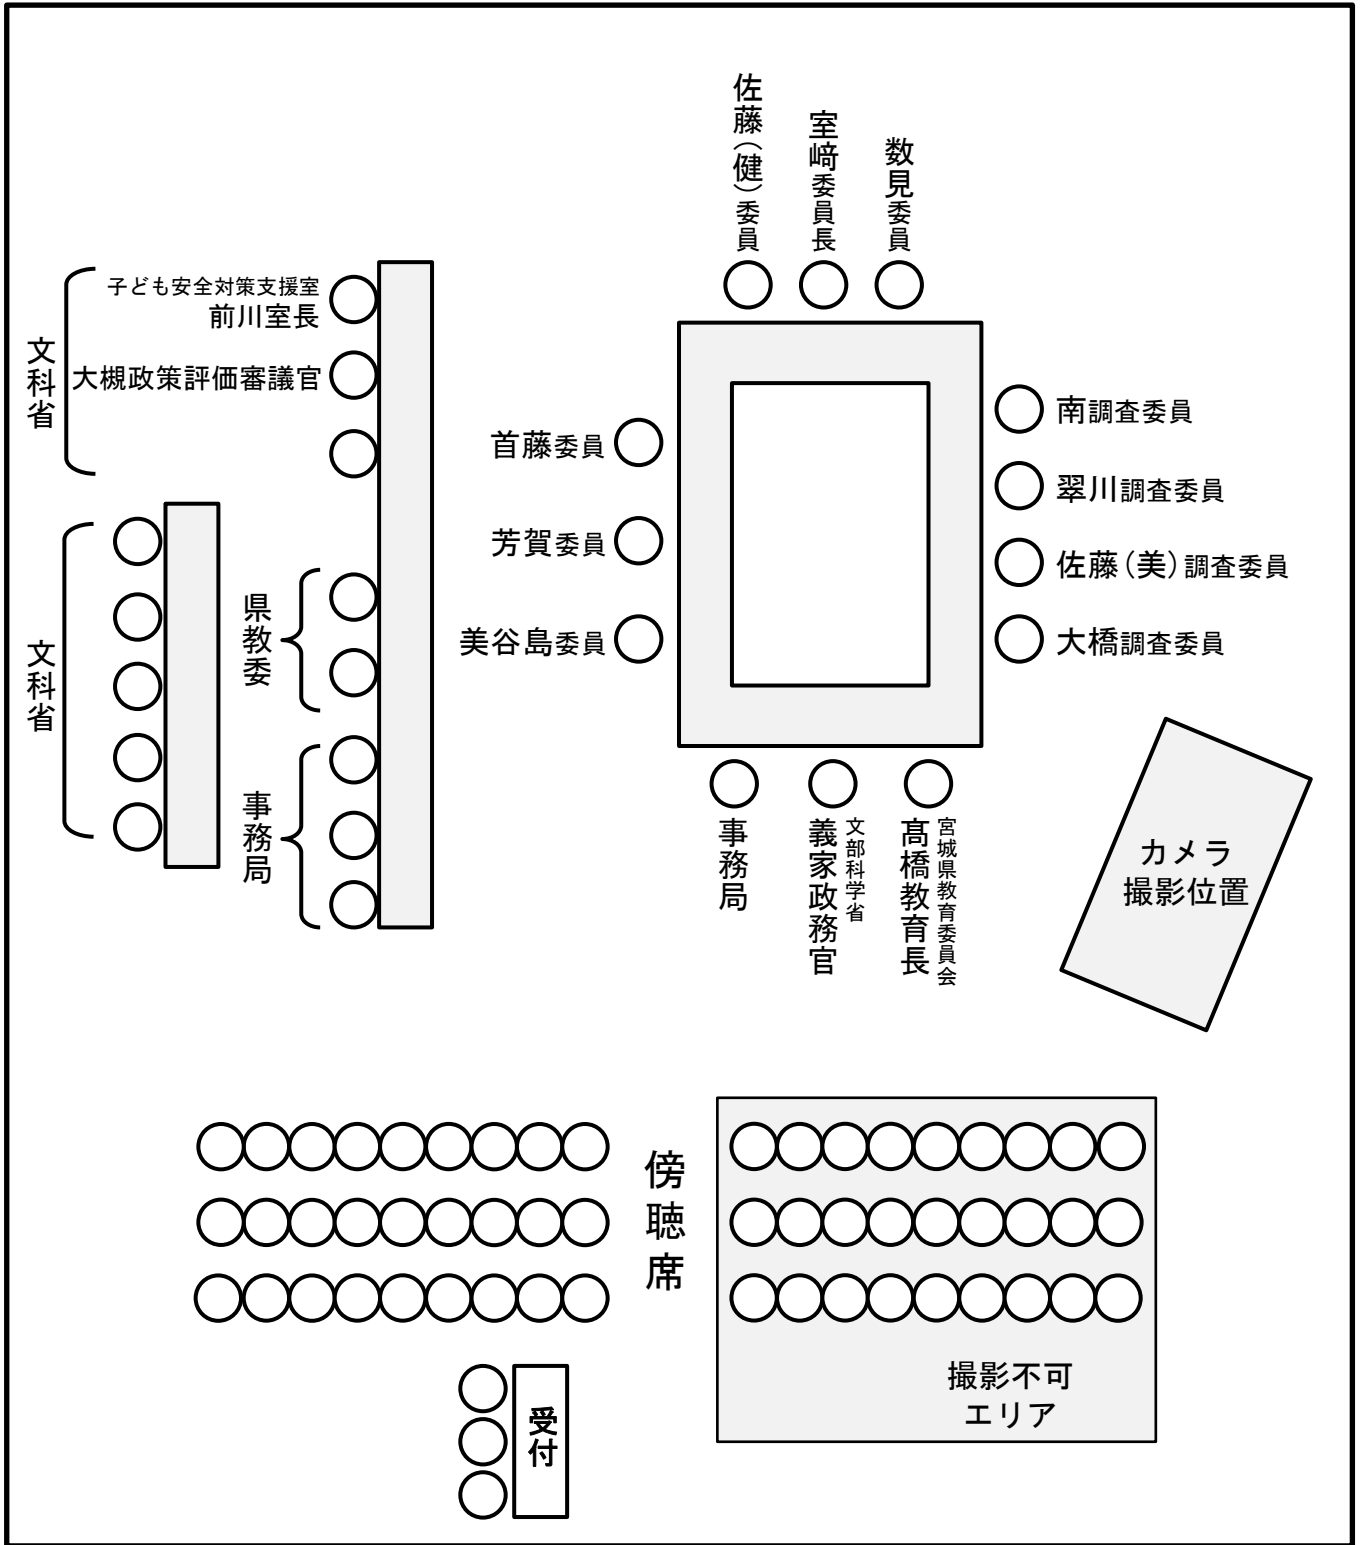 佐藤（健）委員
室﨑委員長
数見委員
子ども安全対策支援室
前川室長
大槻政策評価審議官
文科省
首藤委員
芳賀委員
美谷島委員
南調査委員
翠川調査委員
佐藤（美）調査委員
大橋調査委員
文科省
県教委
事務局
事務局
文部科学省
義家政務官
宮城県教育委員会
髙橋教育長
カメラ
撮影位置
傍聴席
撮影不可
エリア
受付